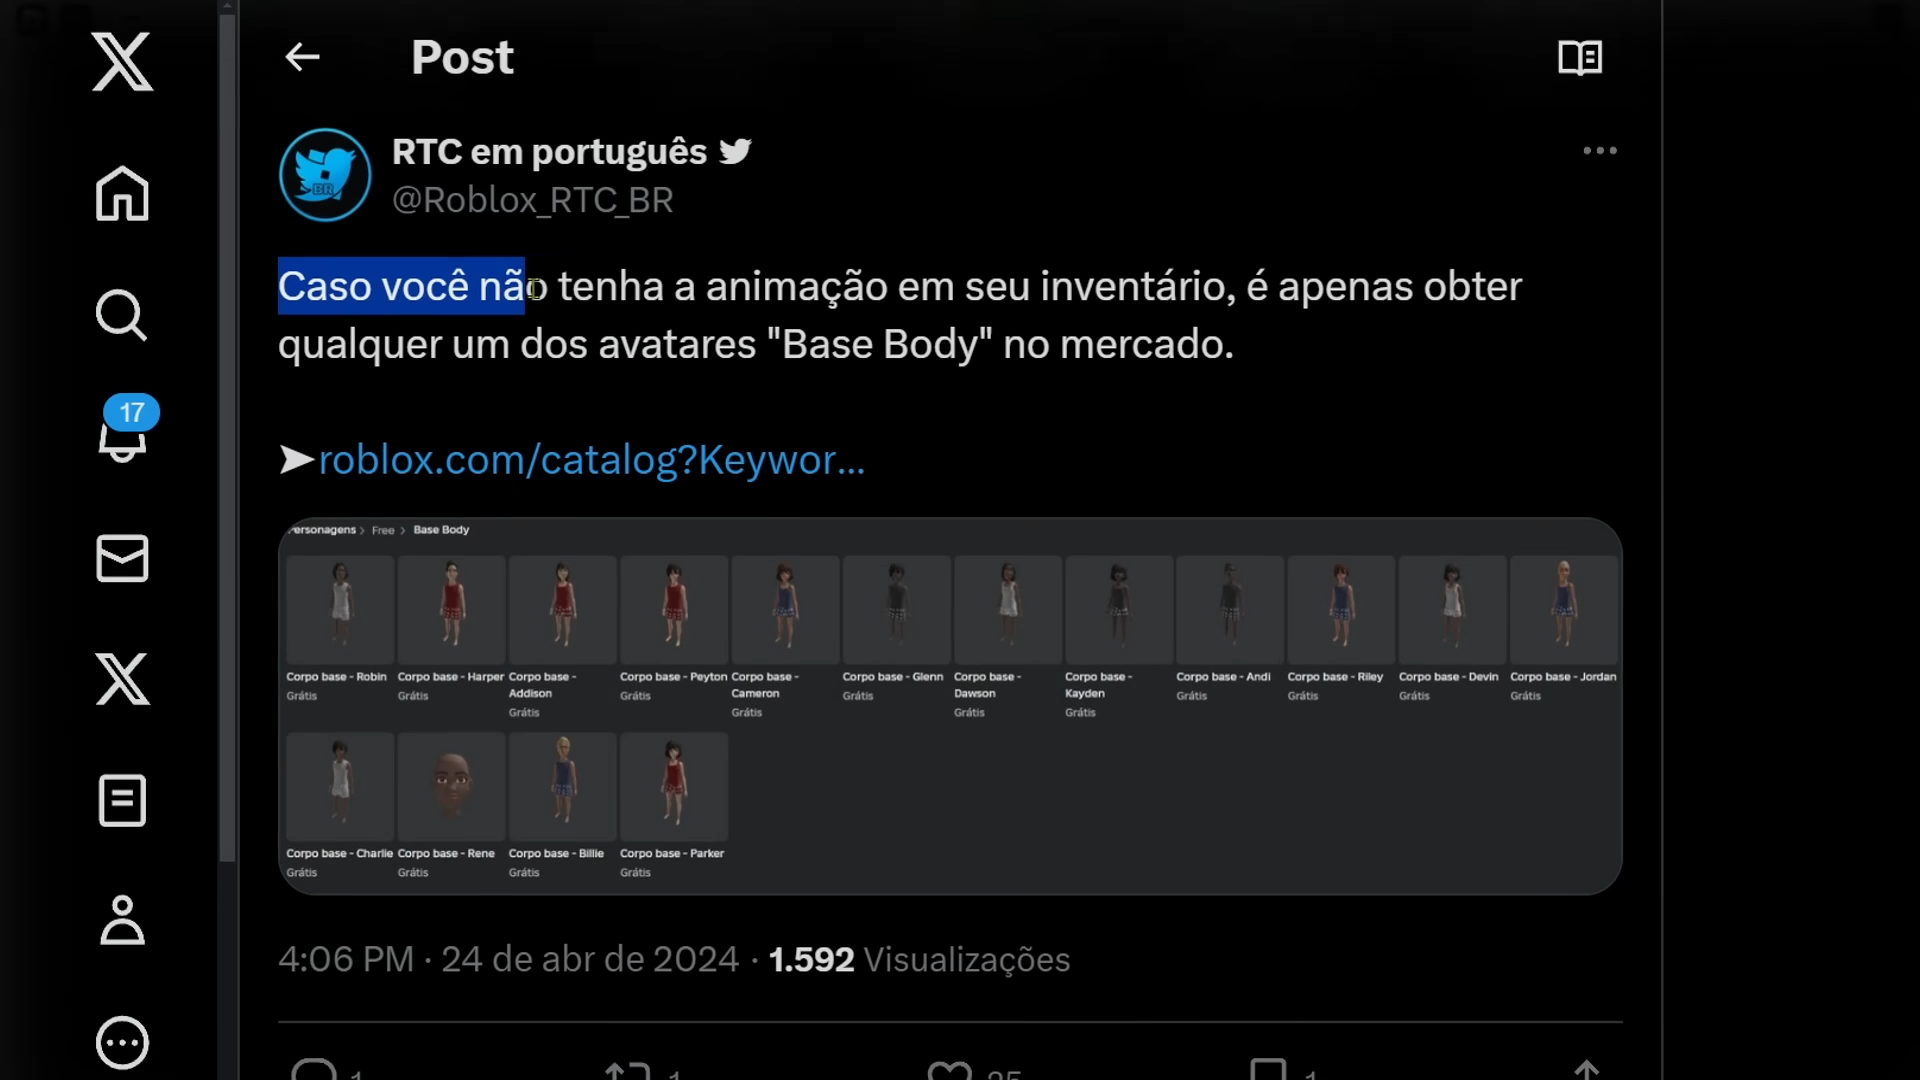 Post
RTC em português
@Roblox_RTC_BR
Caso você não tenha a animação em seu inventário, é apenas obter
qualquer um dos avatares "Base Body" no mercado.
17
➤roblox.com/catalog?Keywor...
ersonagens > Free > Base Body
Corpo base - Robin
Grátis
Corpo base - Harper
Grátis
Corpo base -
Addison
Grátis
Corpo base - Peyton
Grátis
Corpo base -
Cameron
Grátis
Corpo base - Glenn
Grátis
Corpo base -
Dawson
Grátis
Corpo base -
Kayden
Grátis
Corpo base - Andi
Grátis
Corpo base - Riley
Grátis
Corpo base - Devin
Grátis
Corpo base - Jordan
Grátis
Corpo base - Charlie
Grátis
Corpo base - Rene
Grátis
Corpo base - Billie
Grátis
Corpo base - Parker
Grátis
4:06 PM · 24 de abr de 2024 · 1.592 Visualizações